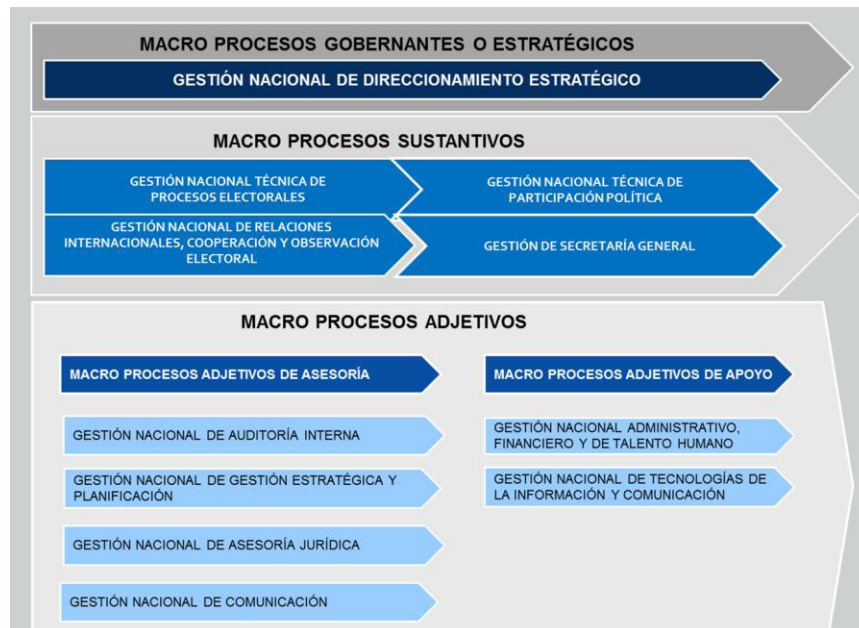 MACRO PROCESOS GOBERNANTES O ESTRATÉGICOS
GESTIÓN NACIONAL DE DIRECCIONAMIENTO ESTRATÉGICO
MACRO PROCESOS SUSTANTIVOS
GESTIÓN NACIONAL TÉCNICA DE
PROCESOS ELECTORALES
GESTIÓN NACIONAL TÉCNICA DE
PARTICIPACIÓN POLÍTICA
GESTIÓN NACIONAL DE RELACIONES
INTERNACIONALES, COOPERACIÓN Y OBSERVACIÓN
ELECTORAL
GESTIÓN DE SECRETARÍA GENERAL
MACRO PROCESOS ADJETIVOS
MACRO PROCESOS ADJETIVOS DE ASESORÍA
GESTIÓN NACIONAL DE AUDITORÍA INTERNA
GESTIÓN NACIONAL DE GESTIÓN ESTRATÉGICA Y
PLANIFICACIÓN
GESTIÓN NACIONAL DE ASESORÍA JURÍDICA
GESTIÓN NACIONAL DE COMUNICACIÓN
MACRO PROCESOS ADJETIVOS DE APOYO
GESTIÓN NACIONAL ADMINISTRATIVO,
FINANCIERO Y DE TALENTO HUMANO
GESTIÓN NACIONAL DE TECNOLOGÍAS DE
LA INFORMACIÓN Y COMUNICACIÓN